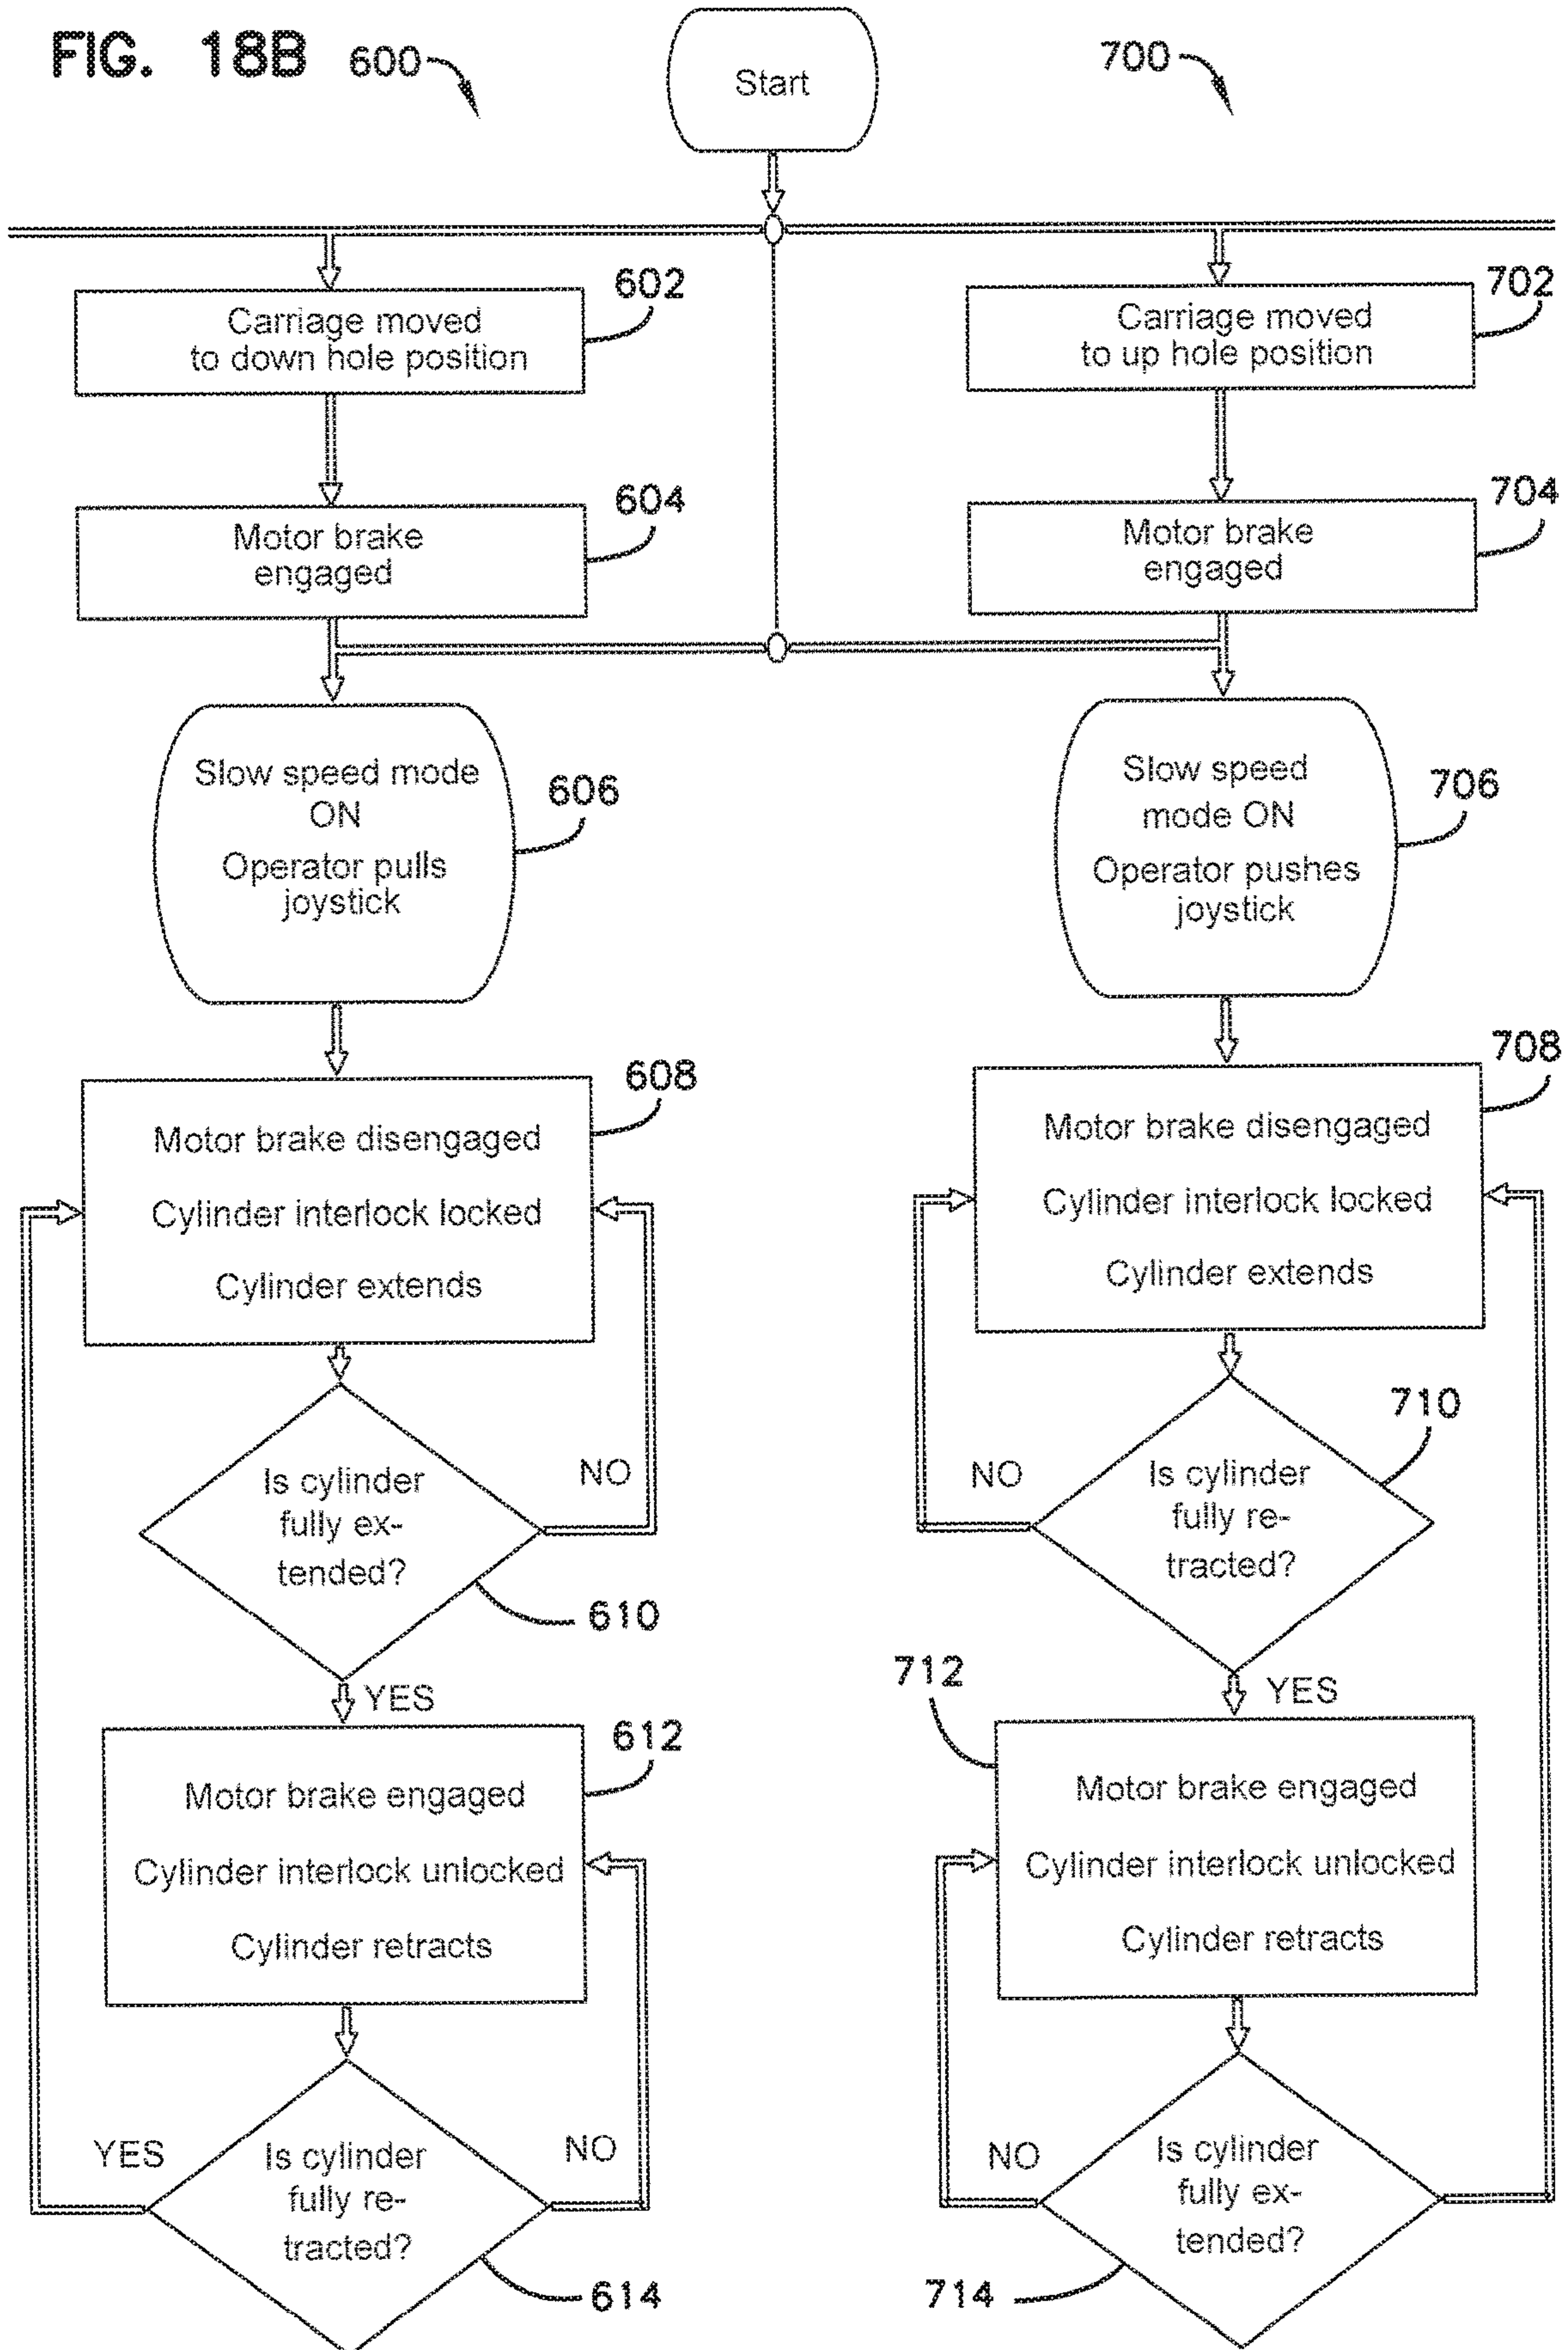 FIG. 18B
600
700
Start
602
Carriage moved
to down hole position
702
Carriage moved
to up hole position
604
Motor brake
engaged
704
Motor brake
engaged
Slow speed mode
ON
Operator pulls
joystick
606
Slow speed
mode ON
Operator pushes
joystick
706
608
Motor brake disengaged
Cylinder interlock locked
Cylinder extends
708
Motor brake disengaged
Cylinder interlock locked
Cylinder extends
Is cylinder
fully ex-
tended?
NO
610
YES
710
NO
Is cylinder
fully re-
tracted?
YES
612
Motor brake engaged
Cylinder interlock unlocked
Cylinder retracts
712
Motor brake engaged
Cylinder interlock unlocked
Cylinder retracts
YES
Is cylinder
fully re-
tracted?
NO
614
NO
Is cylinder
fully ex-
tended?
714